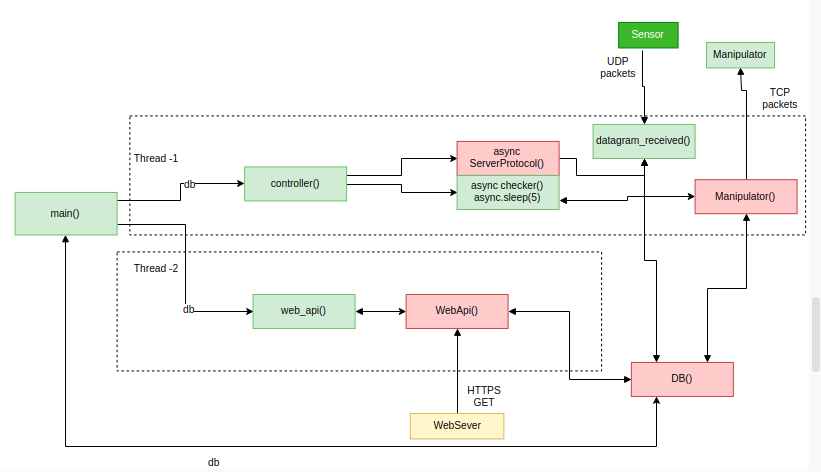 Sensor
Manipulator
UDP
packets
TCP
packets
datagram_received()
async
ServerProtocol()
Thread -1
controller()
db
async checker()
async.sleep(5)
Manipulator()
main()
Thread -2
db
web_api()
WebApi()
DB()
HTTPS
GET
WebSever
db